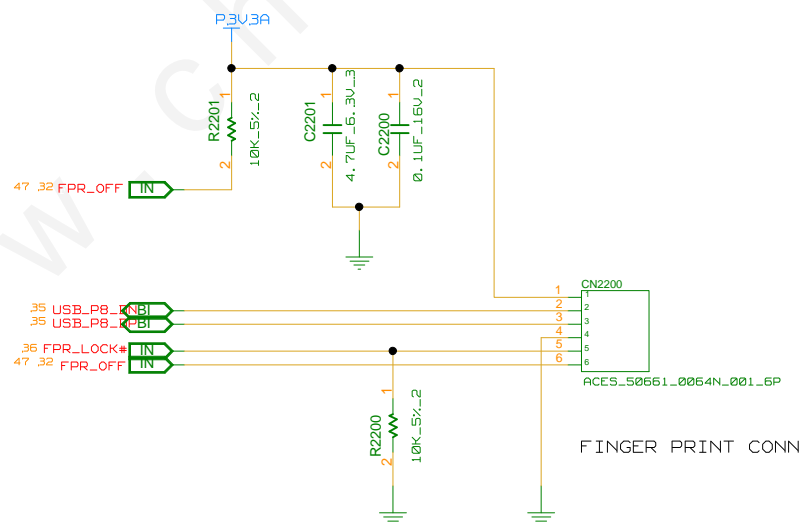 P3V3A
1
R2201
10K_5%_2
2
1
C2201
4.7UF_6.3V_3
2
1
C2200
0.1UF_16V_2
2
47 32 FPR_OFF IN
CN2200
35 USB_P8_DN BI 1 1
35 USB_P8_DP BI 2 2
36 FPR_LOCK# IN 3 3
47 32 FPR_OFF IN 4 4
5 5
6 6
ACES_50661_0064N_001_6P
1
R2200
10K_5%_2
2
FINGER PRINT CONN
w.ch